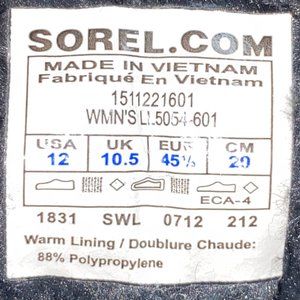 SOREL.COM
MADE IN VIETNAM
Fabriqué En Vietnam
1511221601
WMN'S LL5054-601
USA UK EUR CM
12 10.5 45⅓ 29
ECA-4
1831 SWL 0712 212
Warm Lining / Doublure Chaude:
88% Polypropylene